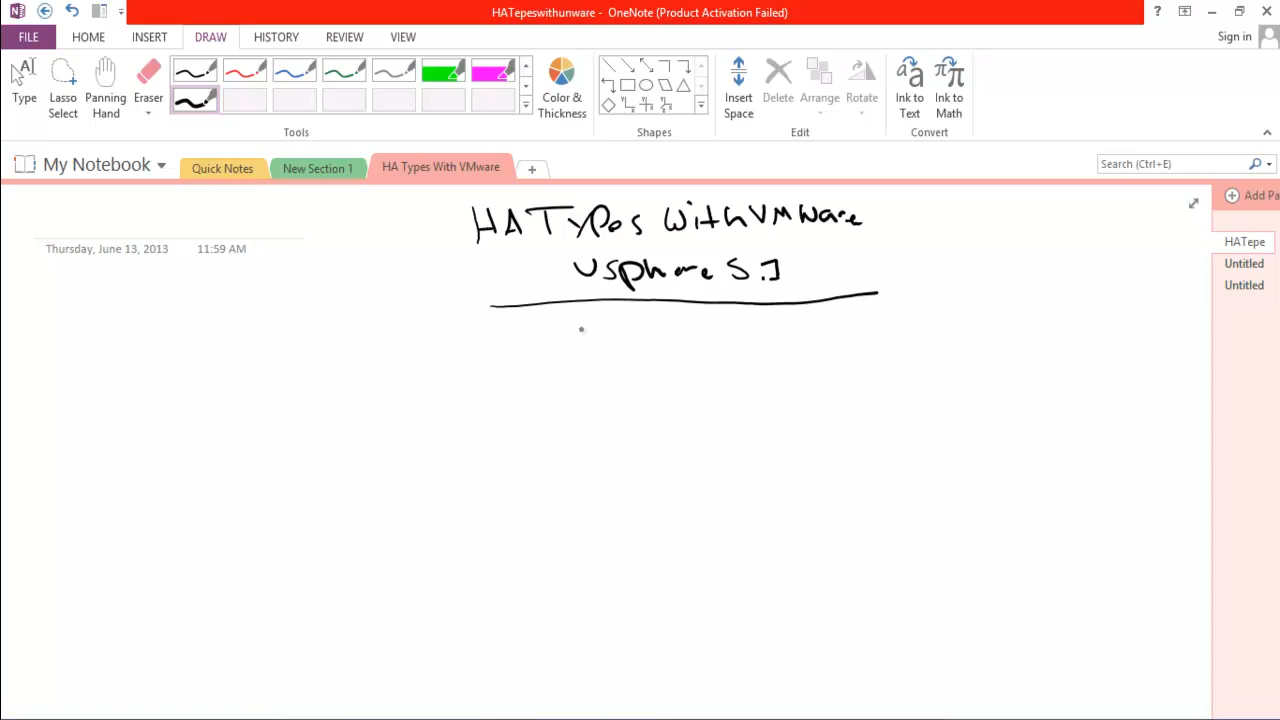 HATepeswithunware - OneNote (Product Activation Failed)
FILE HOME INSERT DRAW HISTORY REVIEW VIEW Sign in
Type Lasso Select Panning Hand Eraser Color & Thickness Insert Space Delete Arrange Rotate Ink to Text Ink to Math
Tools Shapes Edit Convert
My Notebook Quick Notes New Section 1 HA Types With VMware Search (Ctrl+E)
Add Pa
HA Types With VMware
Vsphere 5.1
Thursday, June 13, 2013 11:59 AM
HATepe
Untitled
Untitled